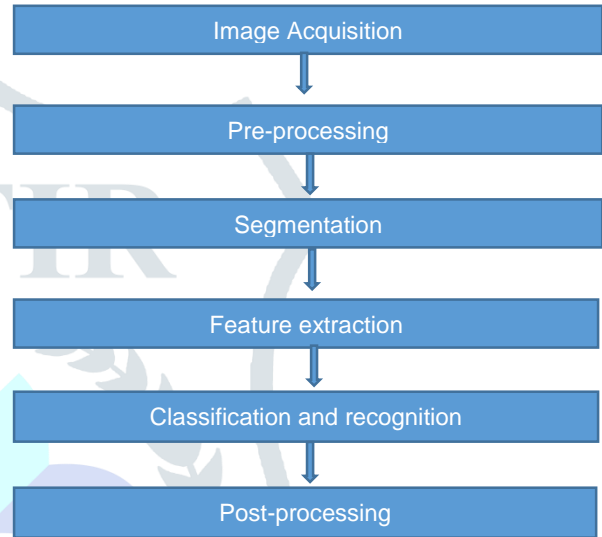 Image Acquisition
Pre-processing
Segmentation
Feature extraction
Classification and recognition
Post-processing